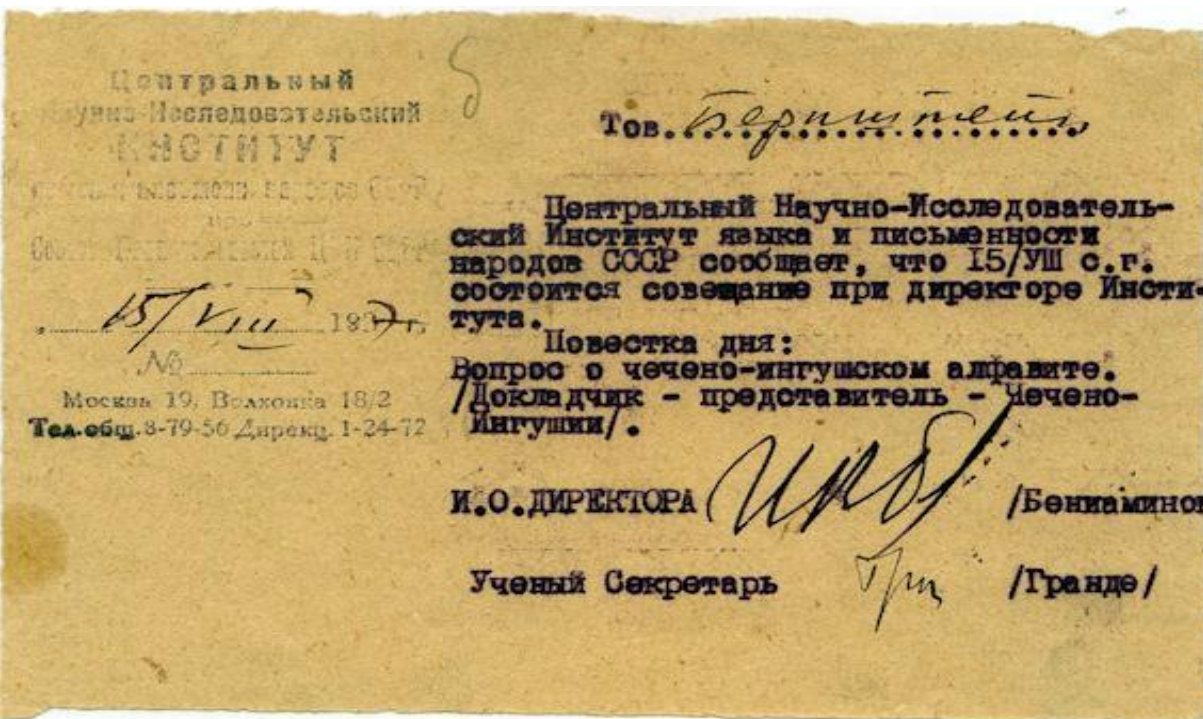 Центральный
Научно-Исследовательский
ИНСТИТУТ
народов СССР
15/VIII 1937 г.
№
Москва 19, Волхонка 18/2
Тел. общ. 8-79-56 Дирекц. 1-24-72
б
Тов. Бернштейн
Центральный Научно-Исследователь-
ский Институт языка и письменности
народов СССР сообщает, что 15/УШ с.г.
состоится совещание при директоре Инсти-
тута.
Повестка дня:
Вопрос о чечено-ингушском алфавите.
/Докладчик - представитель - Чечено-
Ингушии/.
И.О.ДИРЕКТОРА /Бениаминов
Ученый Секретарь /Гранде/